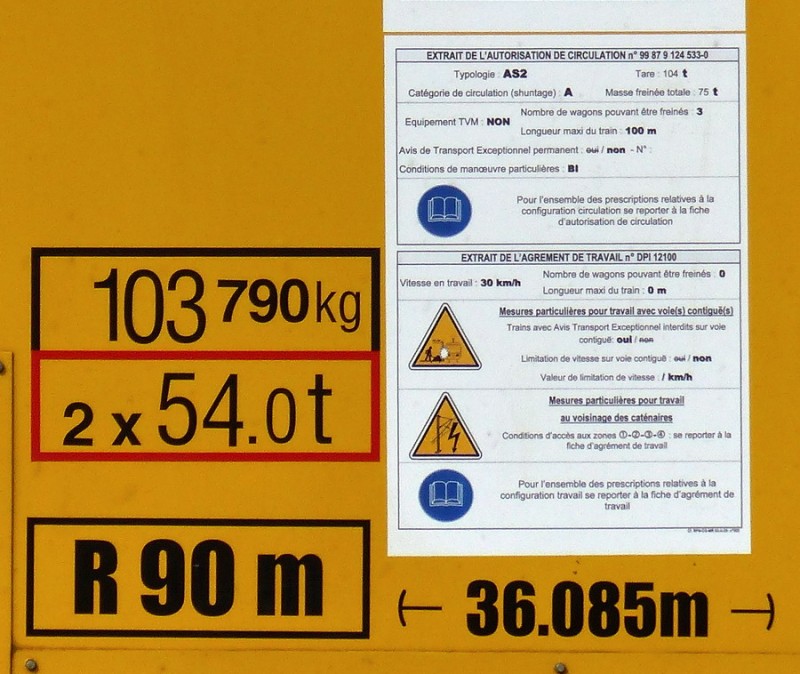 EXTRAIT DE L'AUTORISATION DE CIRCULATION n° 99 87 9 124 533-0
Typologie : AS2 Tare : 104 t
Catégorie de circulation (shuntage) : A Masse freinée totale : 75 t
Equipement TVM : NON
Nombre de wagons pouvant être freinés : 3
Longueur maxi du train : 100 m
Avis de Transport Exceptionnel permanent : oui / non - N° :
Conditions de manœuvre particulières : BI
Pour l'ensemble des prescriptions relatives à la
configuration circulation se reporter à la fiche
d'autorisation de circulation
EXTRAIT DE L'AGREMENT DE TRAVAIL n° DPI 12100
Vitesse en travail : 30 km/h
Nombre de wagons pouvant être freinés : 0
Longueur maxi du train : 0 m
Mesures particulières pour travail avec voie(s) contiguë(s)
Trains avec Avis Transport Exceptionnel interdits sur voie
contiguë: oui / non
Limitation de vitesse sur voie contiguë : oui / non
Valeur de limitation de vitesse : / km/h
Mesures particulières pour travail
au voisinage des caténaires
Conditions d'accès aux zones ①-②-③-④ : se reporter à la
fiche d'agrément de travail
Pour l'ensemble des prescriptions relatives à la
configuration travail se reporter à la fiche d'agrément de
travail
103 790 kg
2 x 54.0 t
R 90 m
36.085m